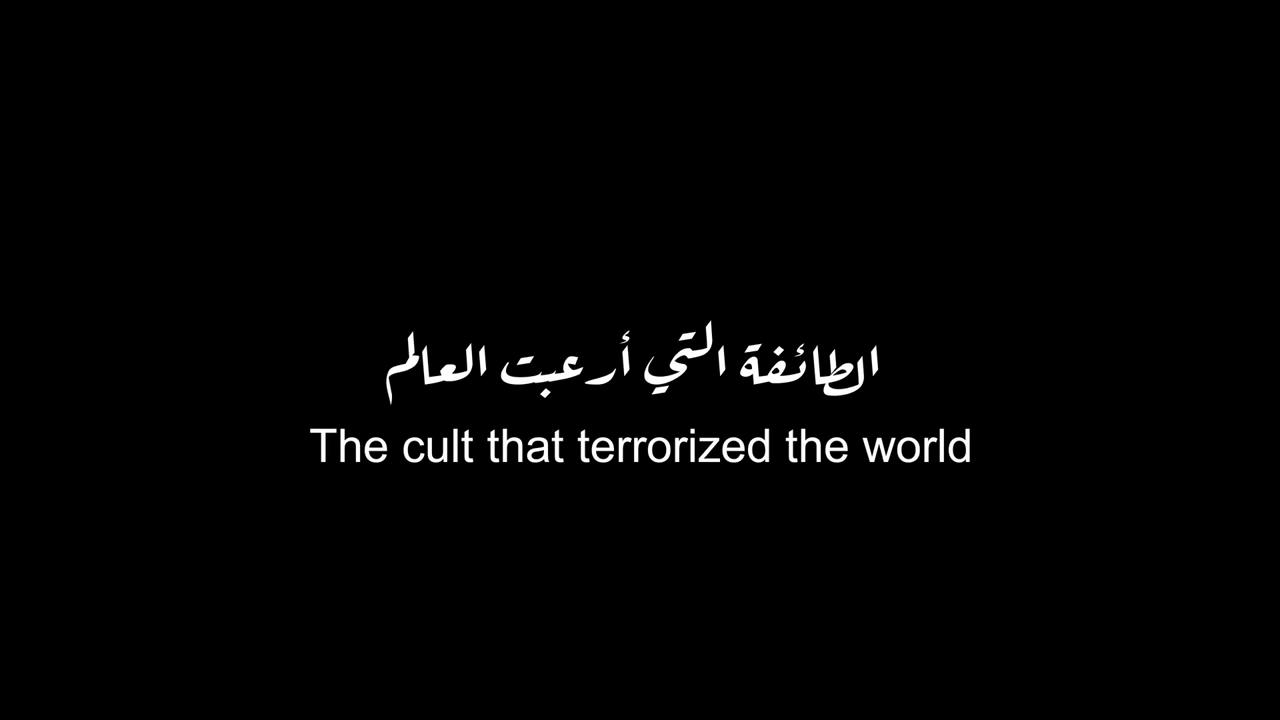 الطائفة التي أرعبت العالم
The cult that terrorized the world